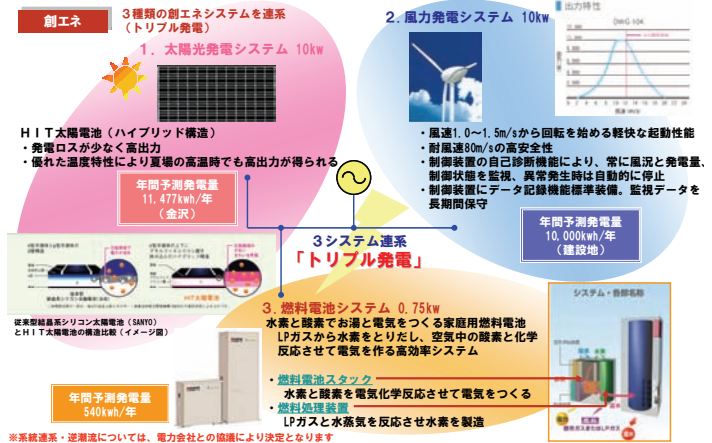 創エネ
3種類の創エネシステムを連系
(トリプル発電)
1. 太陽光発電システム 10kw
HIT太陽電池(ハイブリッド構造)
・発電ロスが少なく高出力
・優れた温度特性により夏場の高温時でも高出力が得られる
年間予測発電量
11,477kwh/年
(金沢)
2.風力発電システム 10kw
出力特性
・風速1.0~1.5m/sから回転を始める軽快な起動性能
・耐風速80m/sの高安全性
・制御装置の自己診断機能により、常に風況と発電量、
制御状態を監視、異常発生時は自動的に停止
・制御装置にデータ記録機能標準装備。監視データを
長期間保守
年間予測発電量
10,000kwh/年
(建設地)
3システム連系
「トリプル発電」
HIT太陽電池
従来型結晶系シリコン太陽電池(SANYO)
とHIT太陽電池の構造比較(イメージ図)
3.燃料電池システム 0.75kw
水素と酸素でお湯と電気をつくる家庭用燃料電池
LPガスから水素をとりだし、空気中の酸素と化学
反応させて電気を作る高効率システム
・燃料電池スタック
水素と酸素を電気化学反応させて電気をつくる
・燃料処理装置
LPガスと水蒸気を反応させ水素を製造
年間予測発電量
540kwh/年
システム・各部名称
※系統連系・逆潮流については、電力会社との協議により決定となります